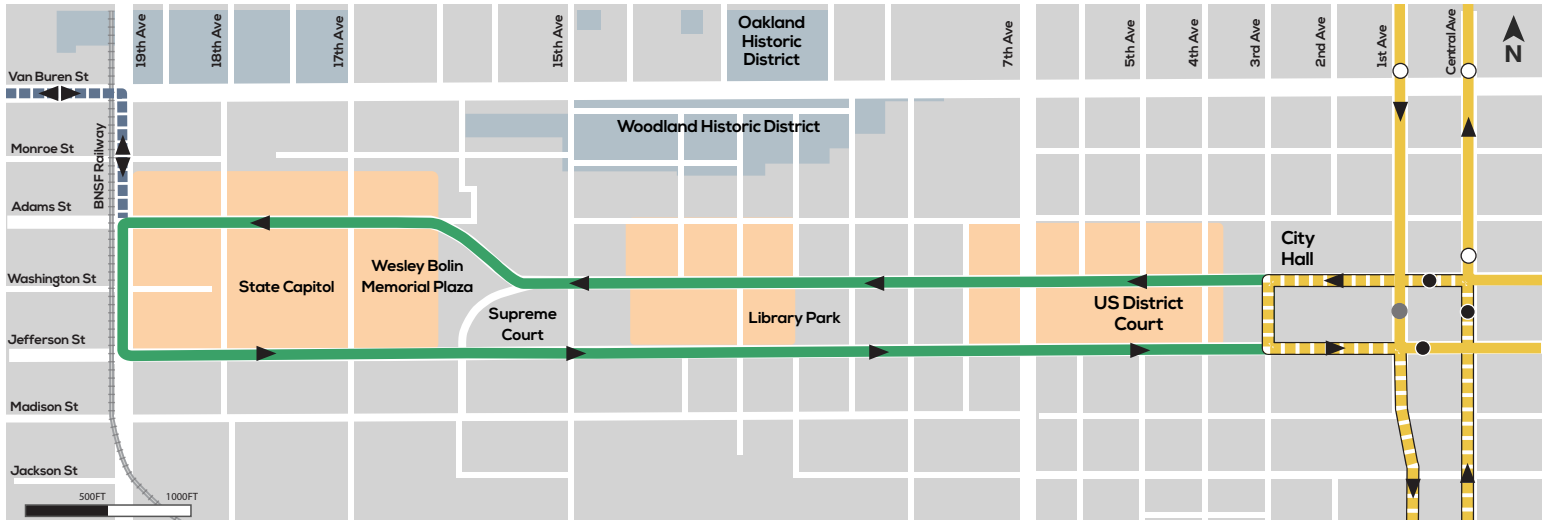 19th Ave
18th Ave
17th Ave
15th Ave
Oakland
Historic
District
7th Ave
5th Ave
4th Ave
3rd Ave
2nd Ave
1st Ave
Central Ave
N
Van Buren St
Woodland Historic District
Monroe St
BNSF Railway
Adams St
City
Hall
Washington St
State Capitol
Wesley Bolin
Memorial Plaza
Supreme
Court
Library Park
US District
Court
Jefferson St
Madison St
Jackson St
500FT
1000FT